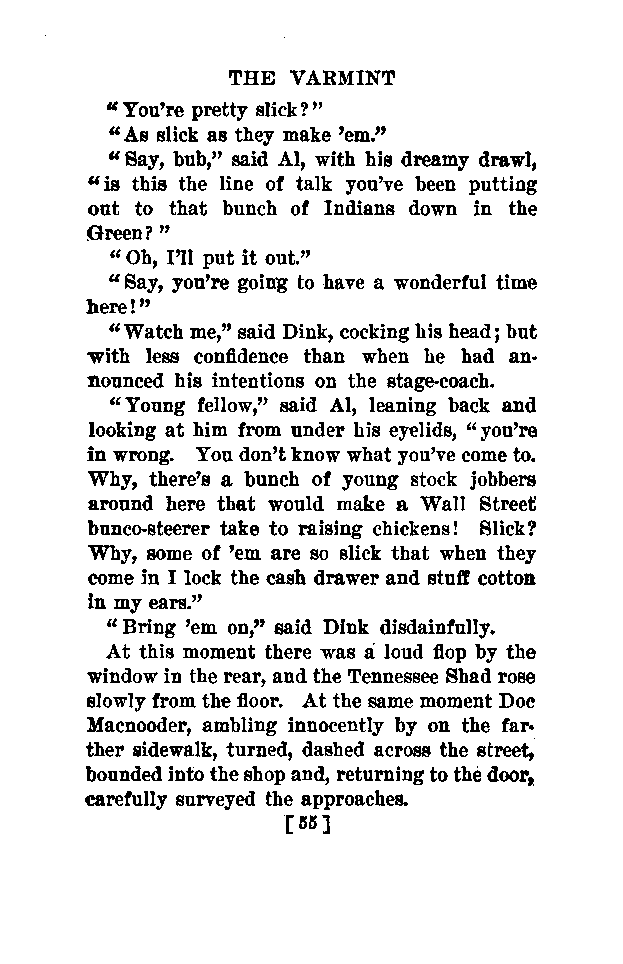 THE VARMINT
"You're pretty slick?"
"As slick as they make 'em."
"Say, bub," said Al, with his dreamy drawl,
"is this the line of talk you've been putting
out to that bunch of Indians down in the
Green?"
"Oh, I'll put it out."
"Say, you're going to have a wonderful time
here!"
"Watch me," said Dink, cocking his head; but
with less confidence than when he had an-
nounced his intentions on the stage-coach.
"Young fellow," said Al, leaning back and
looking at him from under his eyelids, "you're
in wrong. You don't know what you've come to.
Why, there's a bunch of young stock jobbers
around here that would make a Wall Street
bunco-steerer take to raising chickens! Slick?
Why, some of 'em are so slick that when they
come in I lock the cash drawer and stuff cotton
in my ears."
"Bring 'em on," said Dink disdainfully.
At this moment there was a loud flop by the
window in the rear, and the Tennessee Shad rose
slowly from the floor. At the same moment Doc
Macnooder, ambling innocently by on the far-
ther sidewalk, turned, dashed across the street,
bounded into the shop and, returning to the door,
carefully surveyed the approaches.
[55]